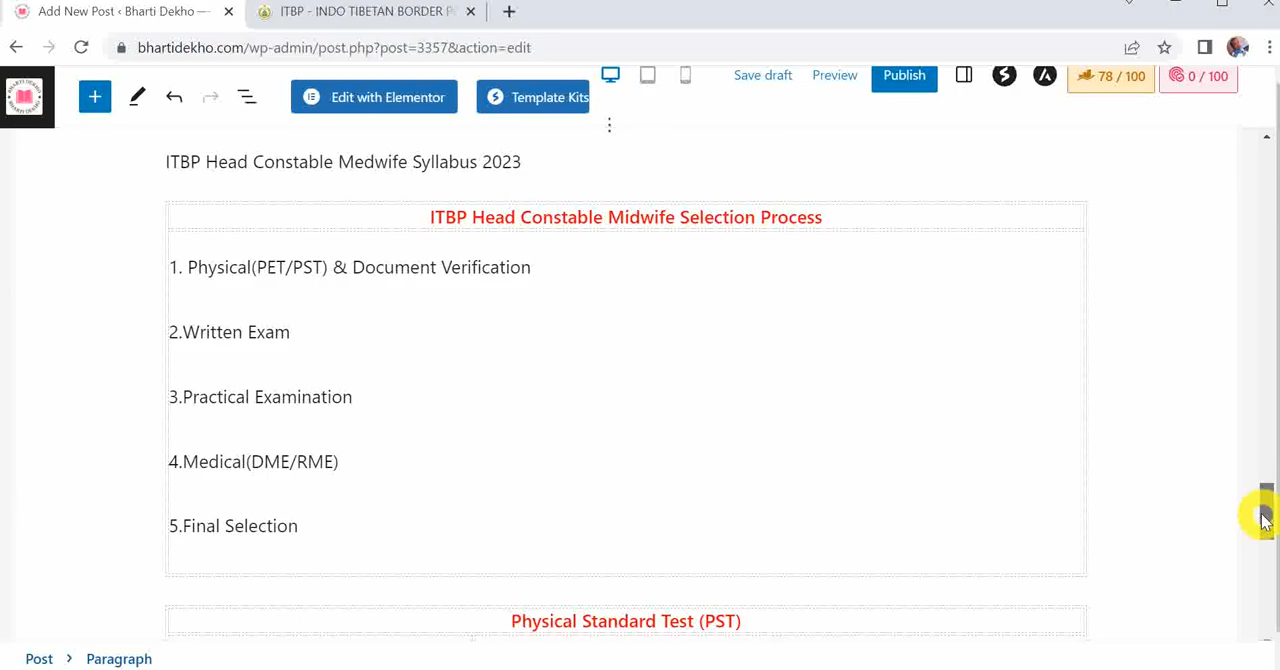 Add New Post ‹ Bharti Dekho —
ITBP - INDO TIBETAN BORDER P
bhartidekho.com/wp-admin/post.php?post=3357&action=edit
Edit with Elementor
Template Kits
Save draft
Preview
Publish
78 / 100
0 / 100
ITBP Head Constable Medwife Syllabus 2023
ITBP Head Constable Midwife Selection Process
1. Physical(PET/PST) & Document Verification
2.Written Exam
3.Practical Examination
4.Medical(DME/RME)
5.Final Selection
Physical Standard Test (PST)
Post › Paragraph